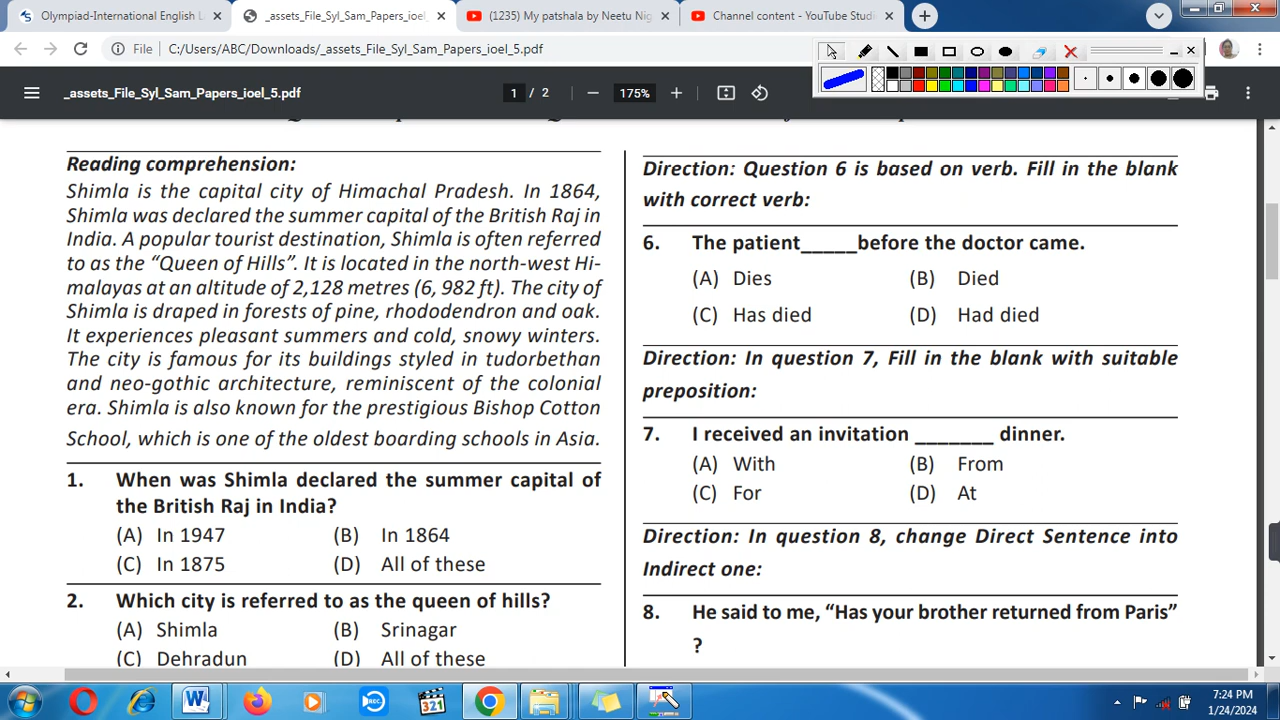 Olympiad-International English L
_assets_File_Syl_Sam_Papers_ioel_
(1235) My patshala by Neetu Nig
Channel content - YouTube Studi
File
C:/Users/ABC/Downloads/_assets_File_Syl_Sam_Papers_ioel_5.pdf
_assets_File_Syl_Sam_Papers_ioel_5.pdf
1 / 2
175%
Reading comprehension:
Shimla is the capital city of Himachal Pradesh. In 1864,
Shimla was declared the summer capital of the British Raj in
India. A popular tourist destination, Shimla is often referred
to as the “Queen of Hills”. It is located in the north-west Hi-
malayas at an altitude of 2,128 metres (6, 982 ft). The city of
Shimla is draped in forests of pine, rhododendron and oak.
It experiences pleasant summers and cold, snowy winters.
The city is famous for its buildings styled in tudorbethan
and neo-gothic architecture, reminiscent of the colonial
era. Shimla is also known for the prestigious Bishop Cotton
School, which is one of the oldest boarding schools in Asia.
1. When was Shimla declared the summer capital of
the British Raj in India?
(A) In 1947 (B) In 1864
(C) In 1875 (D) All of these
2. Which city is referred to as the queen of hills?
(A) Shimla (B) Srinagar
(C) Dehradun (D) All of these
Direction: Question 6 is based on verb. Fill in the blank
with correct verb:
6. The patient_____before the doctor came.
(A) Dies (B) Died
(C) Has died (D) Had died
Direction: In question 7, Fill in the blank with suitable
preposition:
7. I received an invitation _______ dinner.
(A) With (B) From
(C) For (D) At
Direction: In question 8, change Direct Sentence into
Indirect one:
8. He said to me, “Has your brother returned from Paris”
?
REC
321
7:24 PM
1/24/2024